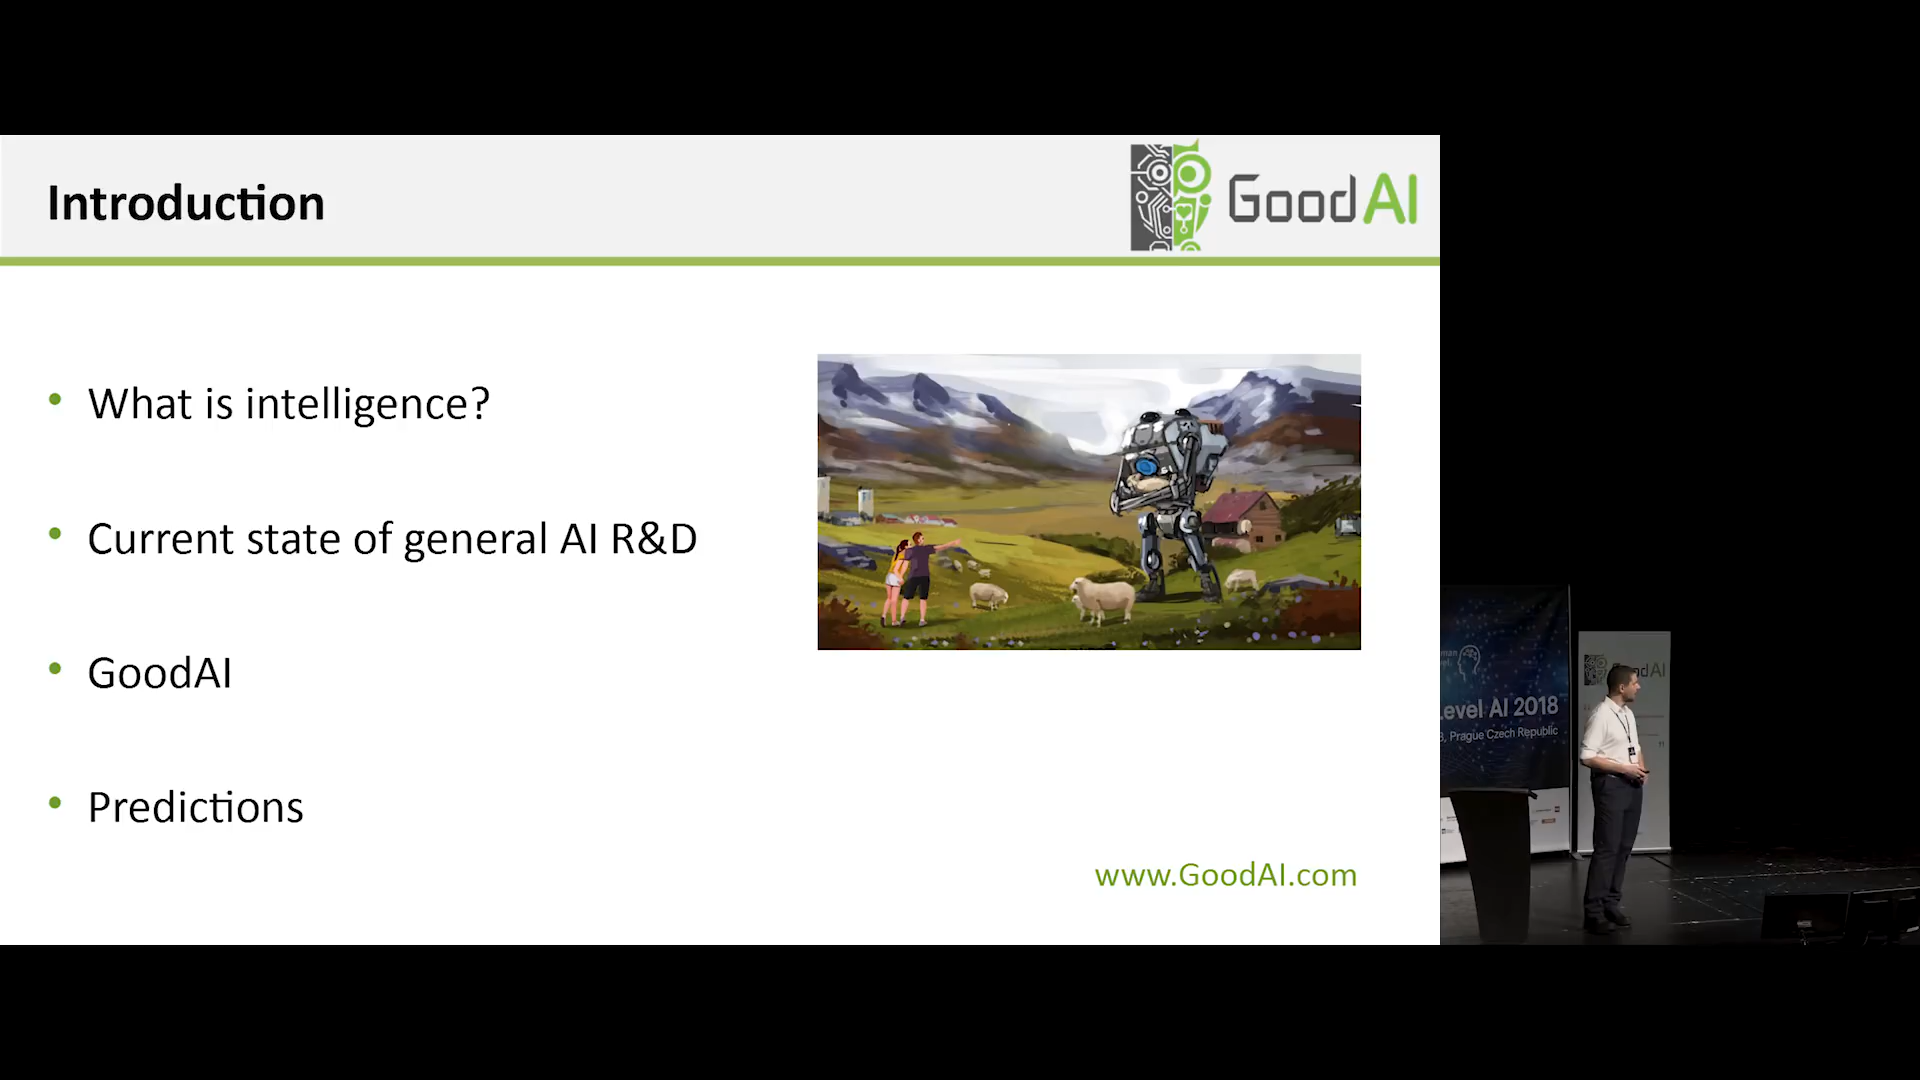 Introduction
GoodAI
• What is intelligence?
• Current state of general AI R&D
• GoodAI
• Predictions
www.GoodAI.com
Level AI 2018
, Prague Czech Republic
AI